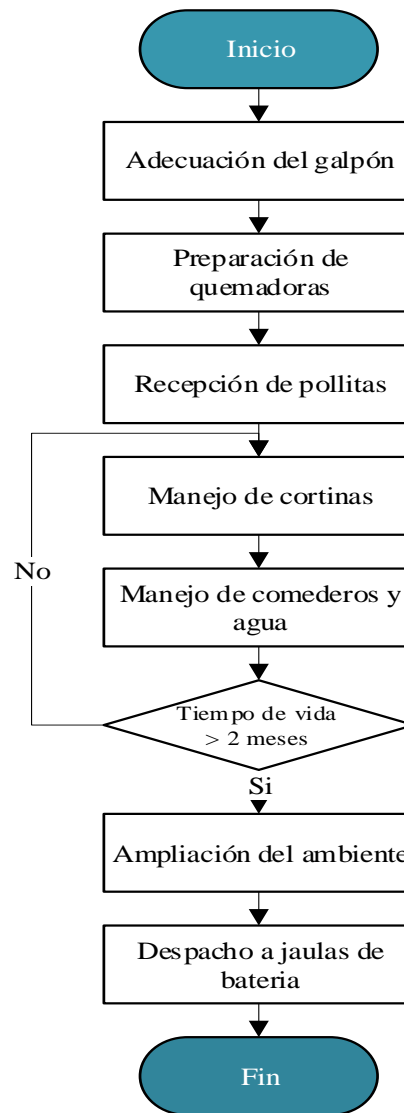 Inicio
Adecuación del galpón
Preparación de
quemadoras
Recepción de pollitas
Manejo de cortinas
No
Manejo de comederos y
agua
Tiempo de vida
> 2 meses
Si
Ampliación del ambiente
Despacho a jaulas de
bateria
Fin